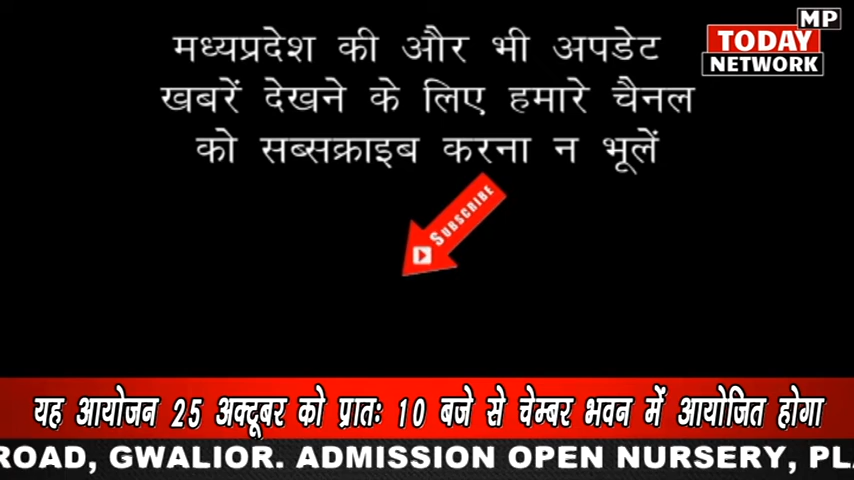 MP
TODAY
NETWORK
मध्यप्रदेश की और भी अपडेट
खबरें देखने के लिए हमारे चैनल
को सब्सक्राइब करना न भूलें
SUBSCRIBE
यह आयोजन 25 अक्टूबर को प्रातः 10 बजे से चेम्बर भवन में आयोजित होगा
ROAD, GWALIOR. ADMISSION OPEN NURSERY,